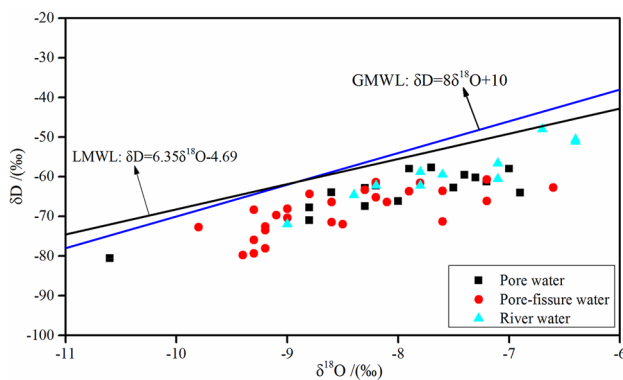 -20
-30
-40
-50
-60
-70
-80
-90
-100
δD /(‰)
GMWL: δD=8δ¹⁸O+10
LMWL: δD=6.35δ¹⁸O-4.69
Pore water
Pore-fissure water
River water
-11 -10 -9 -8 -7 -6
δ¹⁸O /(‰)